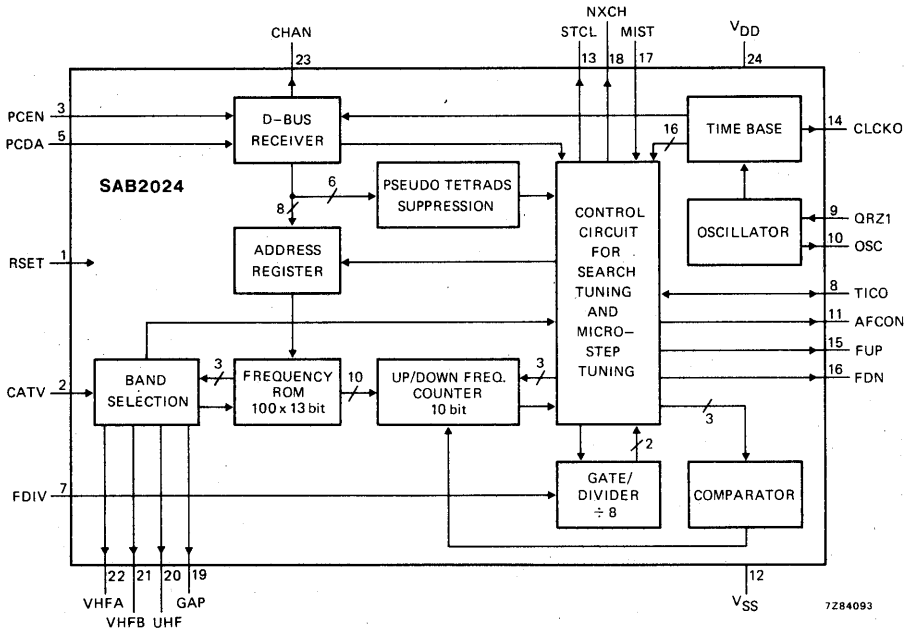 CHAN
STCL
NXCH
MIST
VDD
23
13
18
17
24
PCEN 3
PCDA 5
D-BUS
RECEIVER
TIME BASE
14 CLCKO
16
SAB2024
8
6
PSEUDO TETRADS
SUPPRESSION
CONTROL
CIRCUIT
FOR
SEARCH
TUNING
AND
MICRO-
STEP
TUNING
OSCILLATOR
9 QRZ1
10 OSC
RSET 1
ADDRESS
REGISTER
8 TICO
11 AFCON
15 FUP
16 FDN
CATV 2
BAND
SELECTION
3
FREQUENCY
ROM
100 x 13 bit
10
UP/DOWN FREQ.
COUNTER
10 bit
3
3
2
FDIV 7
GATE/
DIVIDER
÷ 8
COMPARATOR
22
21
20
19
12
VHFA
VHFB
UHF
GAP
VSS
7Z84093